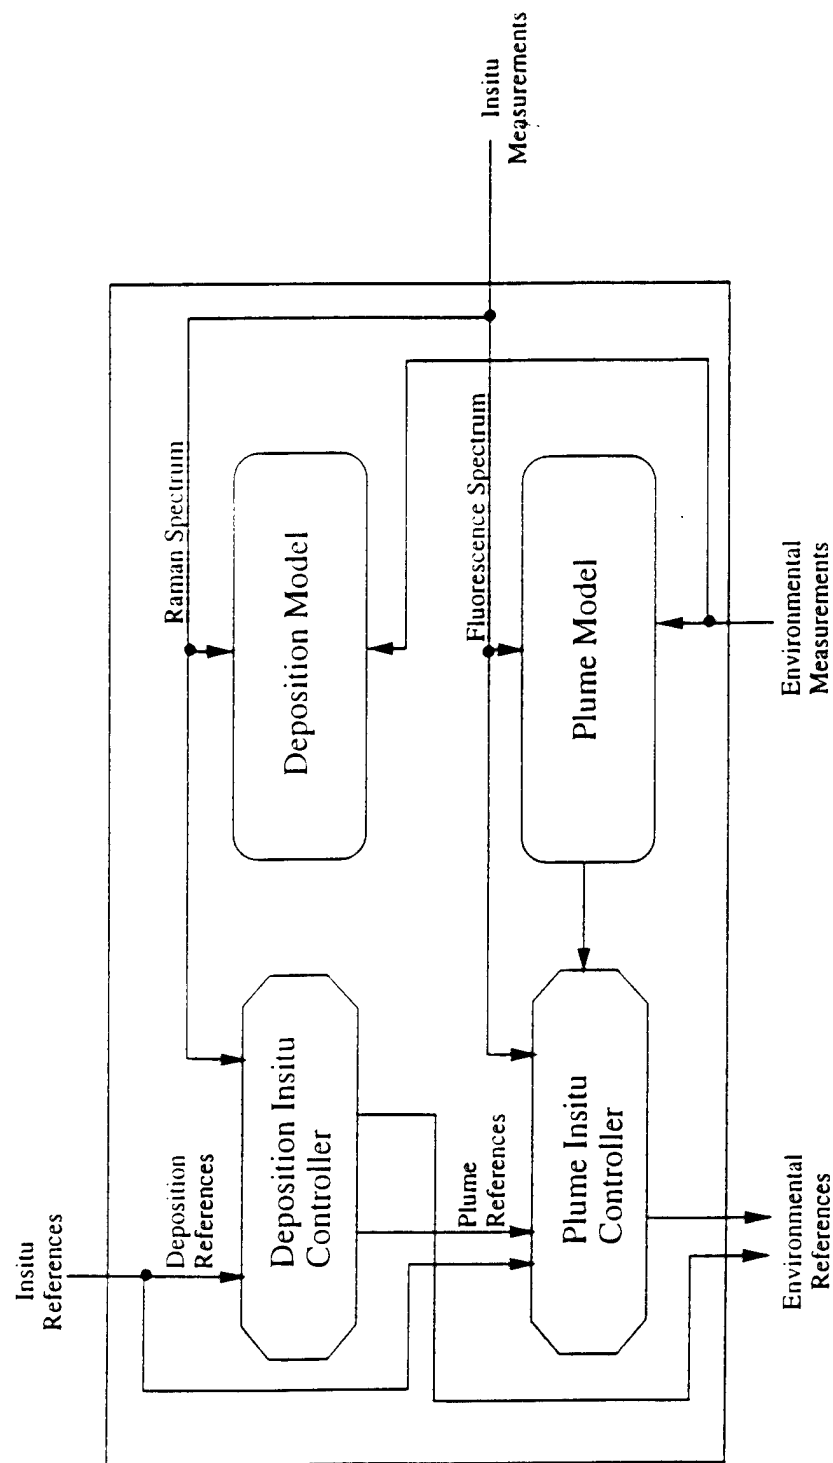 Insitu
References
Deposition
References
Deposition Insitu
Controller
Raman Spectrum
Deposition Model
Insitu
Measurements
Plume
References
Plume Insitu
Controller
Fluorescence Spectrum
Plume Model
Environmental
References
Environmental
Measurements